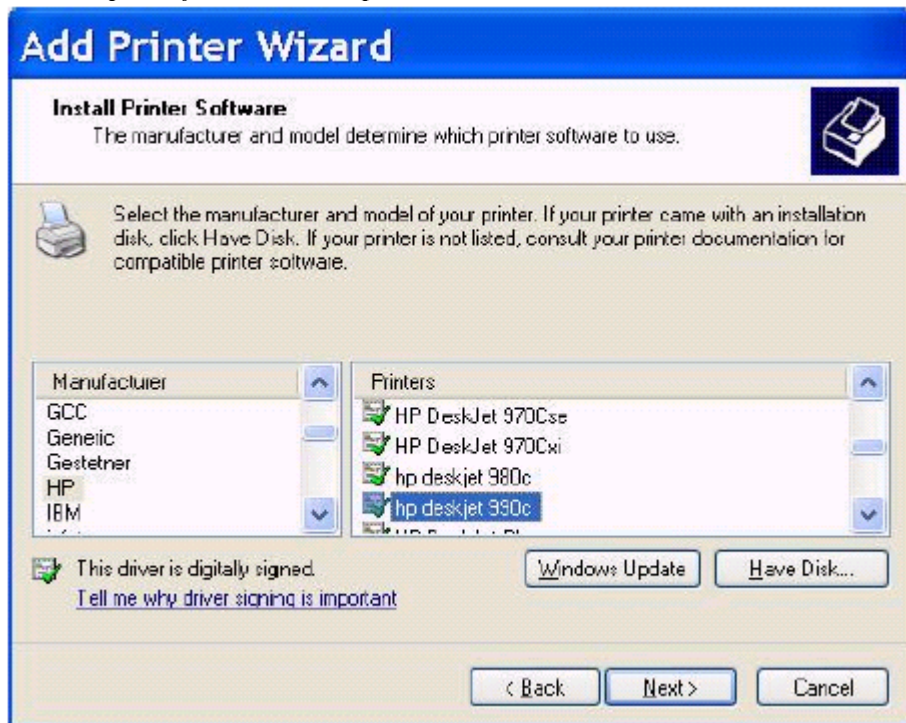 Add Printer Wizard
Install Printer Software
The manufacturer and model determine which printer software to use.
Select the manufacturer and model of your printer. If your printer came with an installation
disk, click Have Disk. If your printer is not listed, consult your printer documentation for
compatible printer software.
Manufacturer
GCC
Generic
Gestetner
HP
IBM
Printers
HP DeskJet 970Cse
HP DeskJet 970Cxi
hp deskjet 980c
hp deskjet 990c
This driver is digitally signed.
Tell me why driver signing is important
Windows Update
Have Disk...
< Back
Next >
Cancel